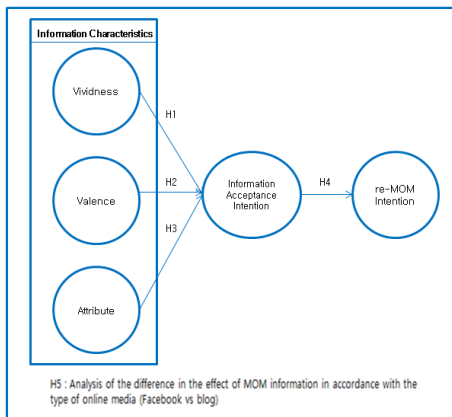 Information Characteristics
Vividness
H1
Valence
H2
Information
Acceptance
Intention
H4
re-MOM
Intention
H3
Attribute
H5 : Analysis of the difference in the effect of MOM information in accordance with the
type of online media (Facebook vs blog)